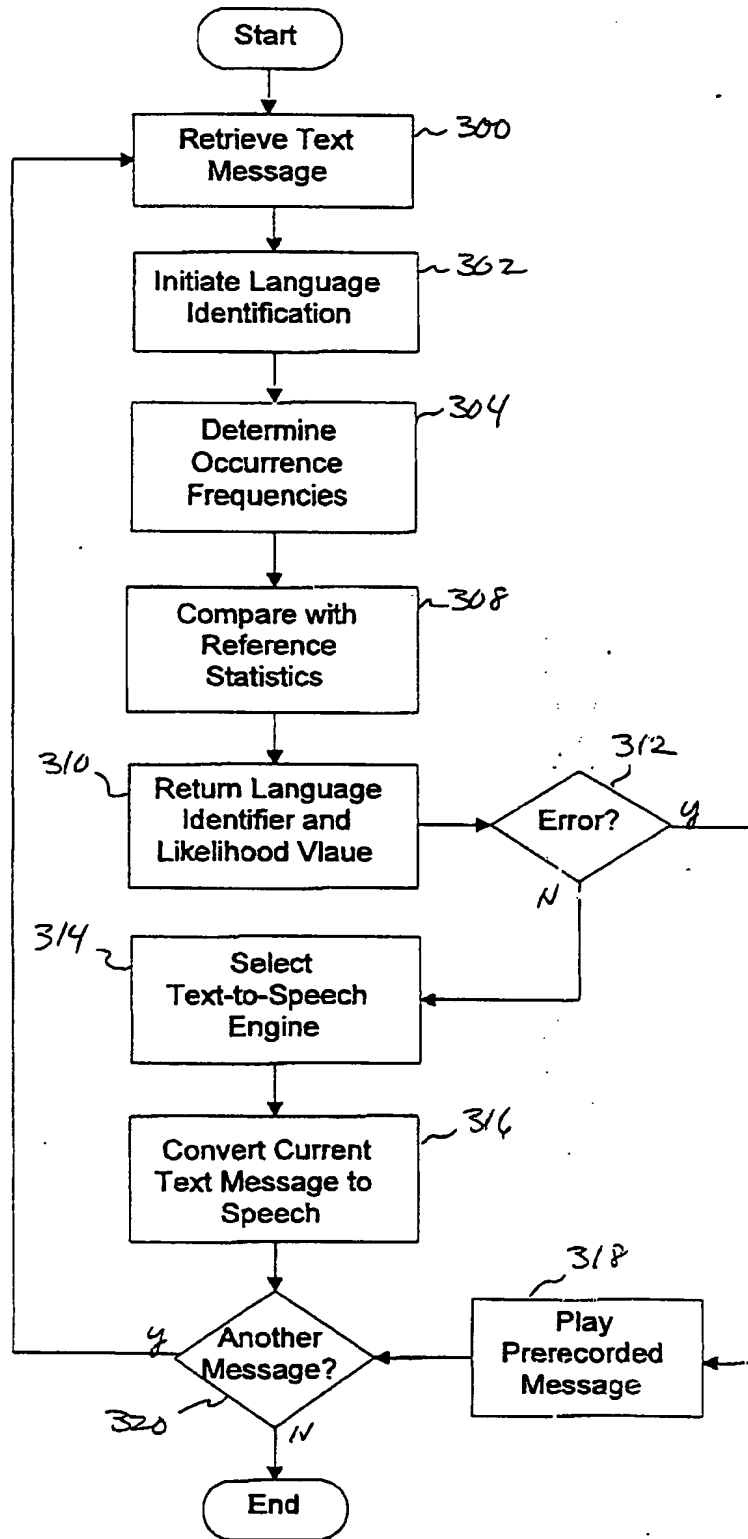 Start
Retrieve Text
Message
300
Initiate Language
Identification
302
Determine
Occurrence
Frequencies
304
Compare with
Reference
Statistics
308
310
Return Language
Identifier and
Likelihood Vlaue
312
Error?
y
N
314
Select
Text-to-Speech
Engine
Convert Current
Text Message to
Speech
316
318
Play
Prerecorded
Message
y
Another
Message?
320
N
End